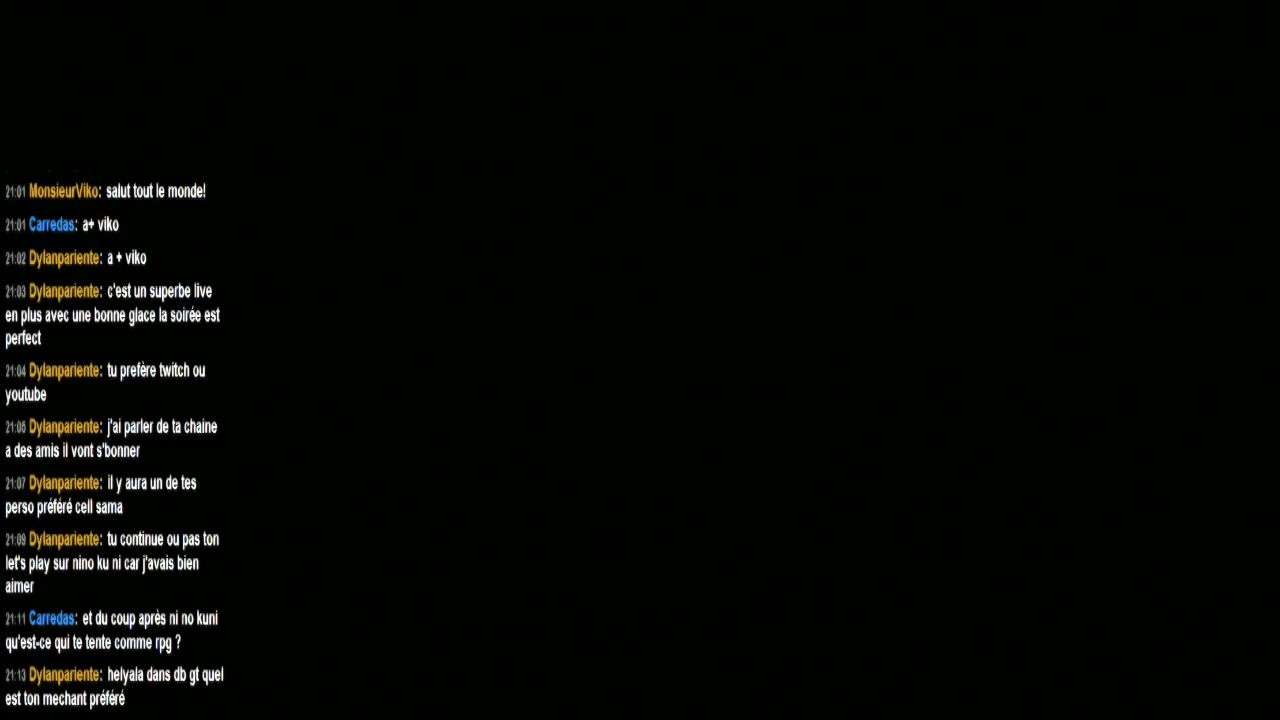 21:01 MonsieurViko: salut tout le monde!
21:01 Carredas: a+ viko
21:02 Dylanpariente: a + viko
21:03 Dylanpariente: c'est un superbe live
en plus avec une bonne glace la soirée est
perfect
21:04 Dylanpariente: tu prefère twitch ou
youtube
21:05 Dylanpariente: j'ai parler de ta chaine
a des amis il vont s'bonner
21:07 Dylanpariente: il y aura un de tes
perso préféré cell sama
21:09 Dylanpariente: tu continue ou pas ton
let's play sur nino ku ni car j'avais bien
aimer
21:11 Carredas: et du coup après ni no kuni
qu'est-ce qui te tente comme rpg ?
21:13 Dylanpariente: helyala dans db gt quel
est ton mechant préféré